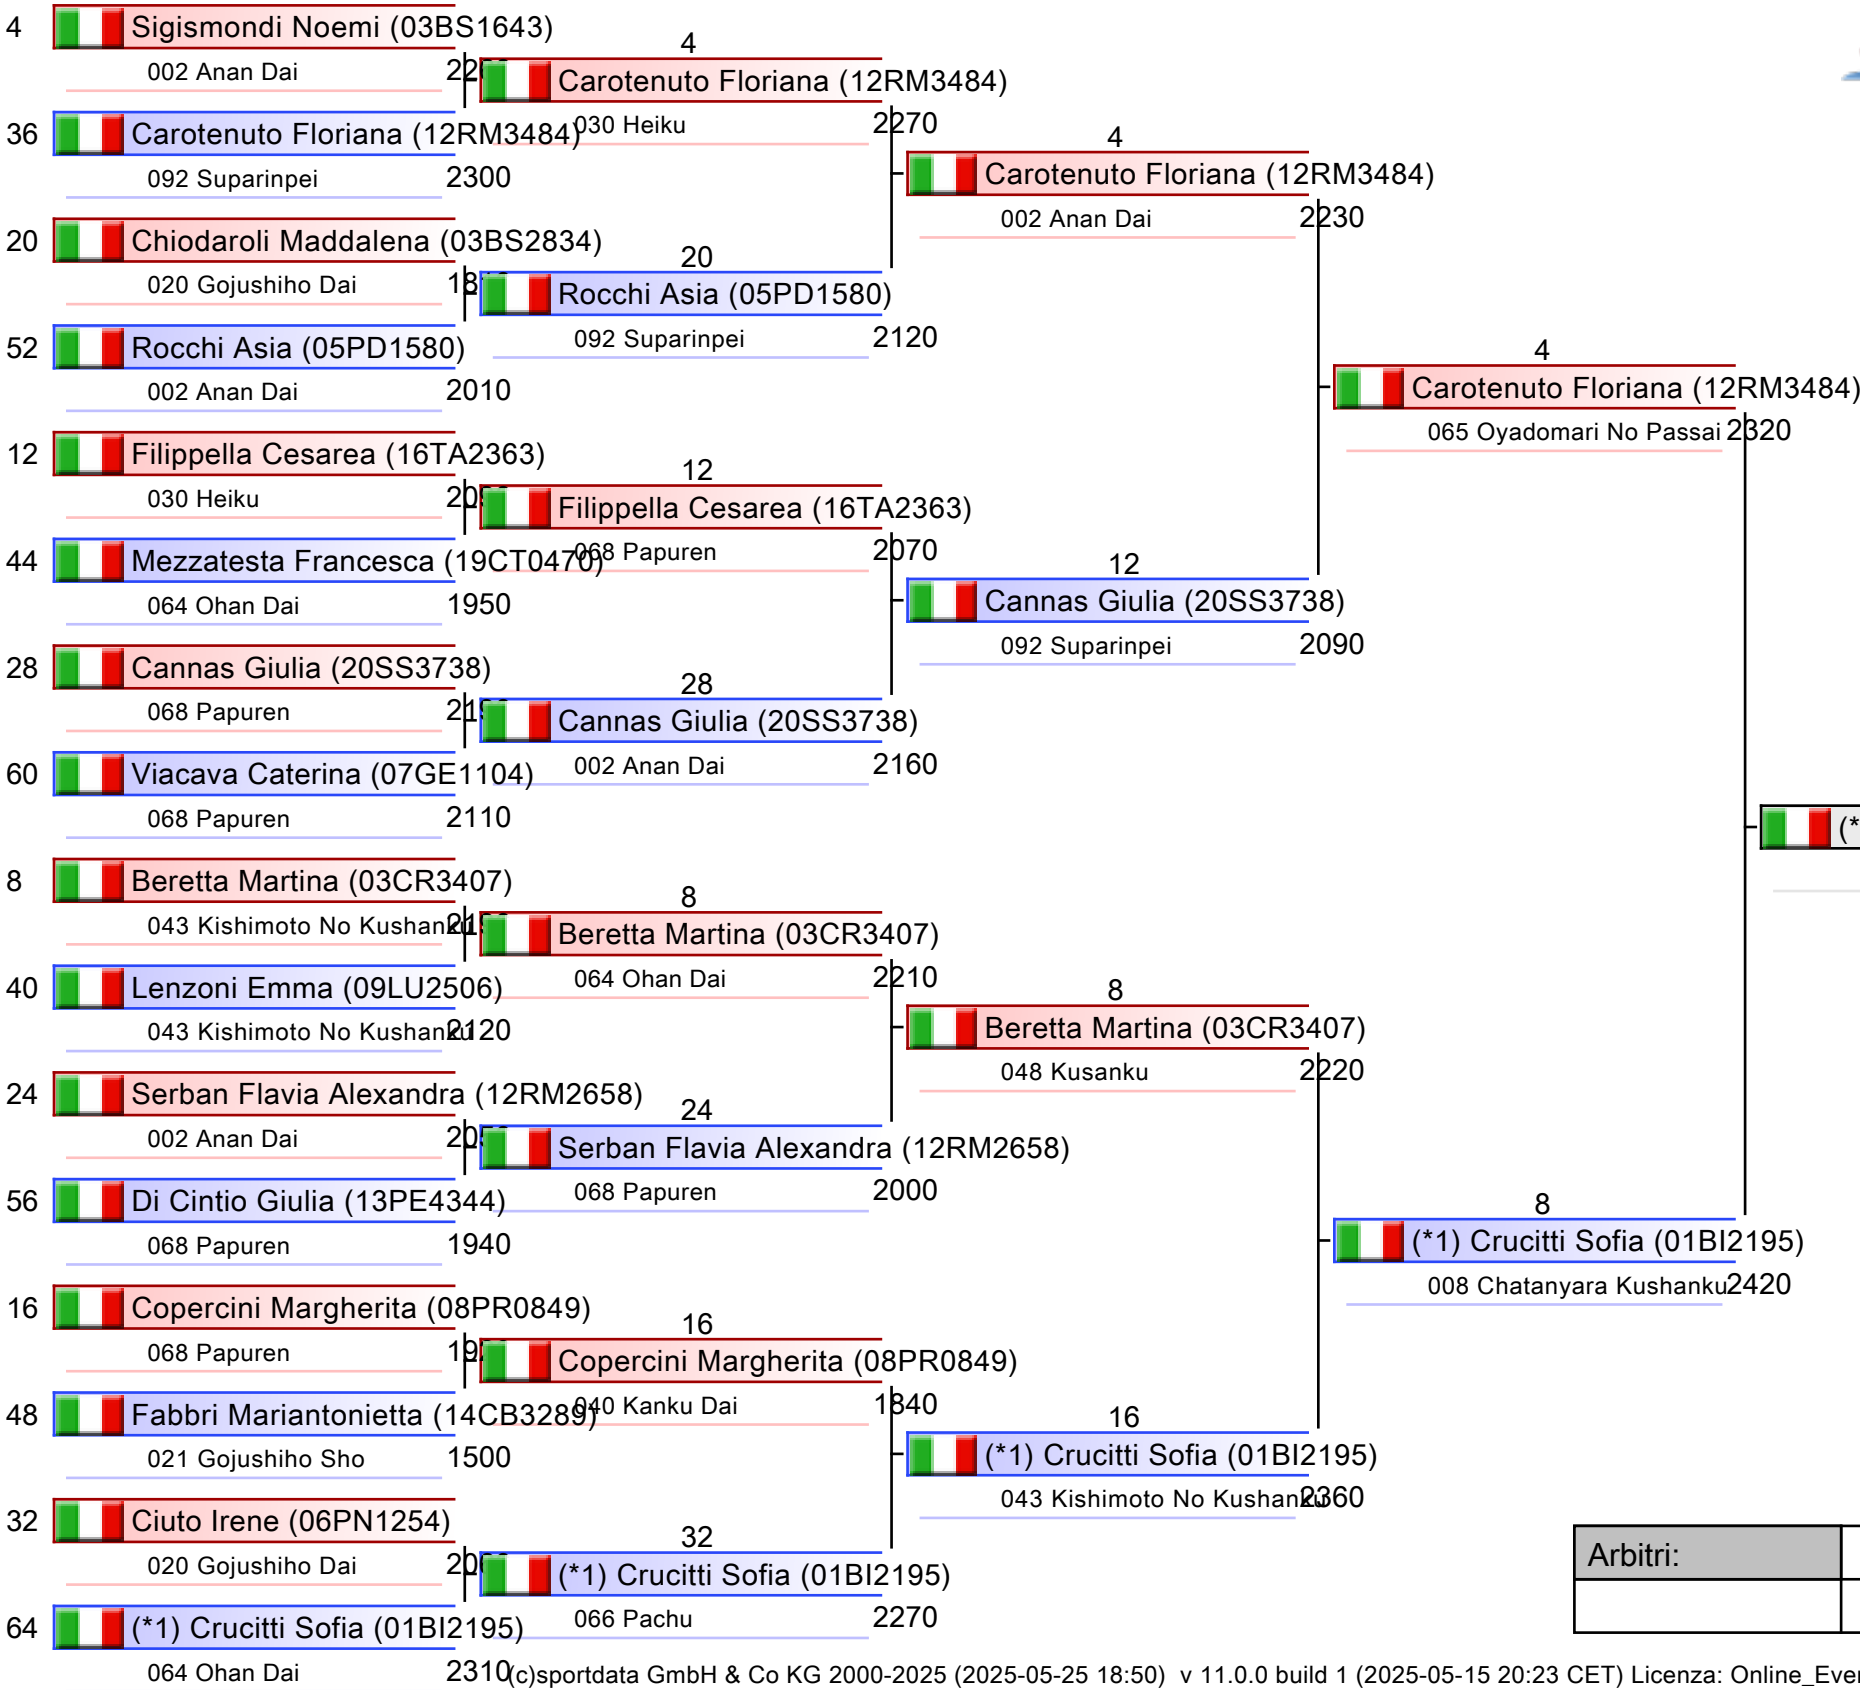 4 Sigismondi Noemi (03BS1643)
002 Anan Dai
36 Carotenuto Floriana (12RM3484)
092 Suparinpei 2300
20 Chiodaroli Maddalena (03BS2834)
020 Gojushiho Dai
52 Rocchi Asia (05PD1580)
002 Anan Dai 2010
12 Filippella Cesarea (16TA2363)
030 Heiku
44 Mezzatesta Francesca (19CT0470)
064 Ohan Dai 1950
28 Cannas Giulia (20SS3738)
068 Papuren
60 Viacava Caterina (07GE1104)
068 Papuren 2110
8 Beretta Martina (03CR3407)
043 Kishimoto No Kushanku
40 Lenzoni Emma (09LU2506)
043 Kishimoto No Kushanku 2120
24 Serban Flavia Alexandra (12RM2658)
002 Anan Dai
56 Di Cintio Giulia (13PE4344)
068 Papuren 1940
16 Copercini Margherita (08PR0849)
068 Papuren
48 Fabbri Mariantonietta (14CB3289)
021 Gojushiho Sho 1500
32 Ciuto Irene (06PN1254)
020 Gojushiho Dai
64 (*1) Crucitti Sofia (01BI2195)
064 Ohan Dai 2310
4
Carotenuto Floriana (12RM3484)
030 Heiku 2270
20
Rocchi Asia (05PD1580)
092 Suparinpei 2120
12
Filippella Cesarea (16TA2363)
068 Papuren 2070
28
Cannas Giulia (20SS3738)
002 Anan Dai 2160
8
Beretta Martina (03CR3407)
064 Ohan Dai 2210
24
Serban Flavia Alexandra (12RM2658)
068 Papuren 2000
16
Copercini Margherita (08PR0849)
040 Kanku Dai 1840
32
(*1) Crucitti Sofia (01BI2195)
066 Pachu 2270
4
Carotenuto Floriana (12RM3484)
002 Anan Dai 2230
12
Cannas Giulia (20SS3738)
092 Suparinpei 2090
8
Beretta Martina (03CR3407)
048 Kusanku 2220
16
(*1) Crucitti Sofia (01BI2195)
043 Kishimoto No Kushanku 2360
4
Carotenuto Floriana (12RM3484)
065 Oyadomari No Passai 2320
8
(*1) Crucitti Sofia (01BI2195)
008 Chatanyara Kushanku 2420
(*
Arbitri:
(c)sportdata GmbH & Co KG 2000-2025 (2025-05-25 18:50) v 11.0.0 build 1 (2025-05-15 20:23 CET) Licenza: Online_Eve